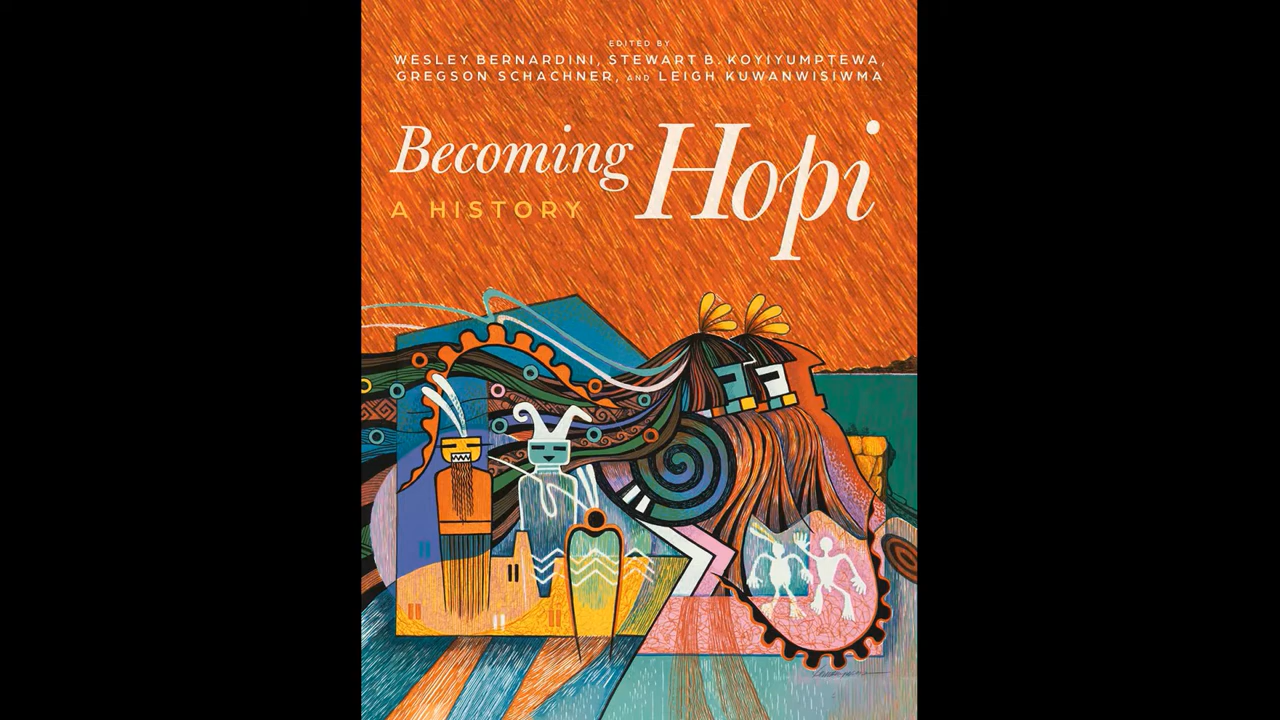 EDITED BY
WESLEY BERNARDINI, STEWART B. KOYIYUMPTEWA,
GREGSON SCHACHNER, AND LEIGH KUWANWISIWMA
Becoming Hopi
A HISTORY